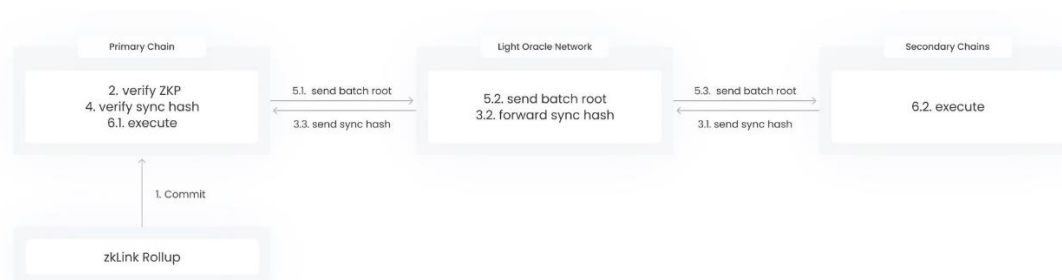 Primary Chain
2. verify ZKP
4. verify sync hash
6.1. execute
5.1. send batch root
3.3. send sync hash
Light Oracle Network
5.2. send batch root
3.2. forward sync hash
5.3. send batch root
3.1. send sync hash
Secondary Chains
6.2. execute
1. Commit
zkLink Rollup